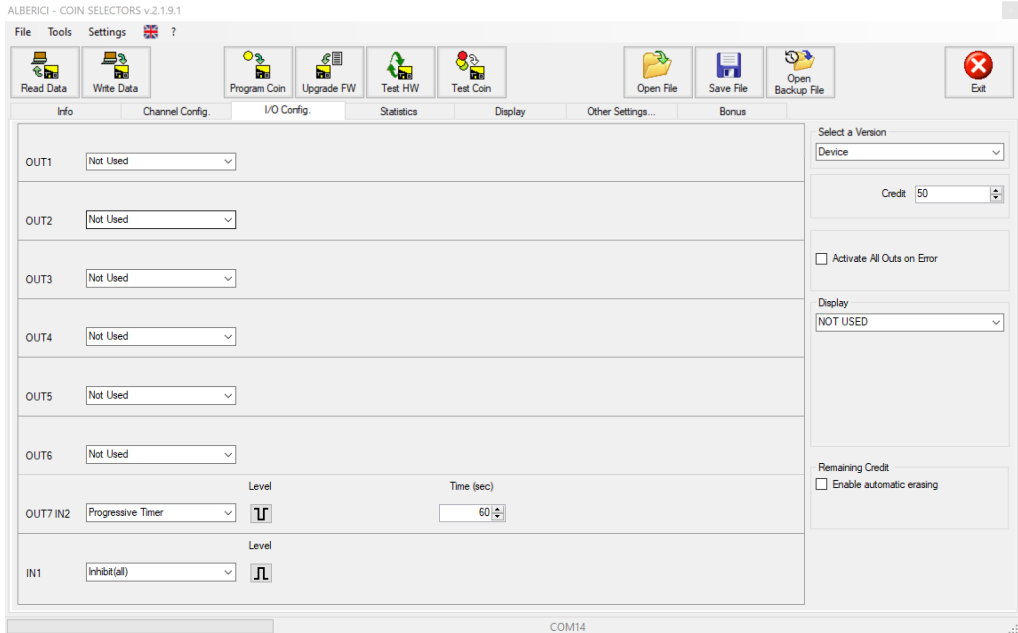 ALBERICI - COIN SELECTORS v.2.1.9.1
File Tools Settings ?
Read Data Write Data Program Coin Upgrade FW Test HW Test Coin Open File Save File Open Backup File Exit
Info Channel Config. I/O Config. Statistics Display Other Settings... Bonus
Select a Version
Device
OUT1 Not Used
Credit 50
OUT2 Not Used
Activate All Outs on Error
OUT3 Not Used
Display
NOT USED
OUT4 Not Used
OUT5 Not Used
OUT6 Not Used
Remaining Credit
Enable automatic erasing
Level Time (sec)
OUT7 IN2 Progressive Timer 60
Level
IN1 Inhibit(all)
COM14